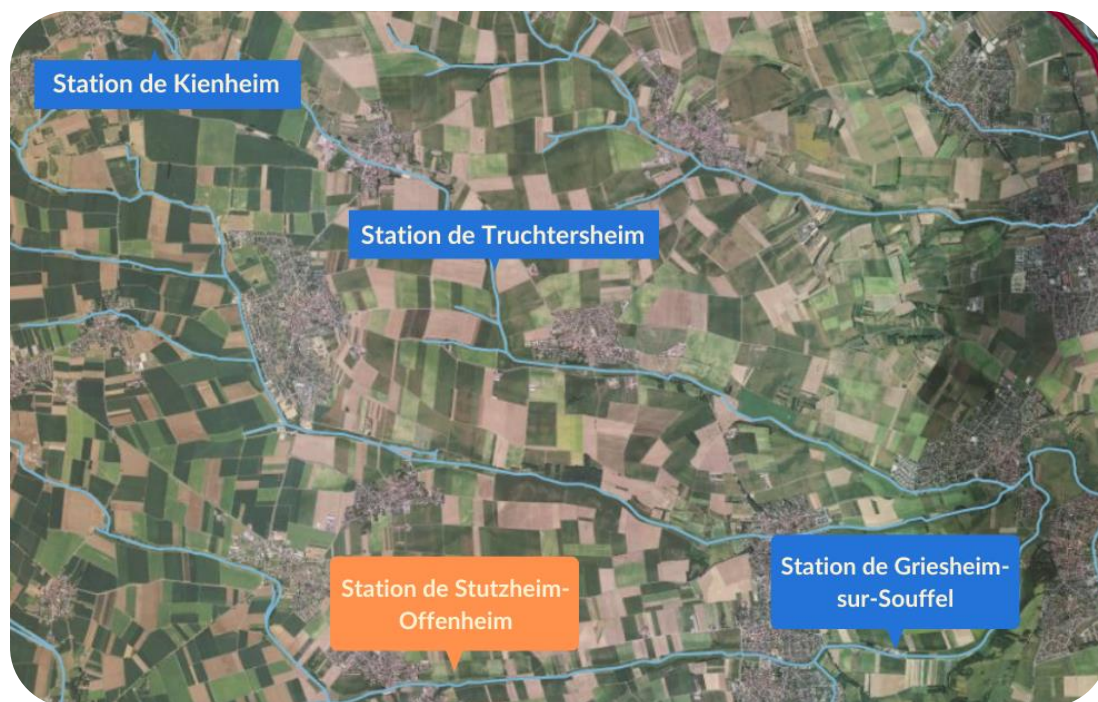 Station de Kienheim
Station de Truchtersheim
Station de Stutzheim-
Offenheim
Station de Griesheim-
sur-Souffel